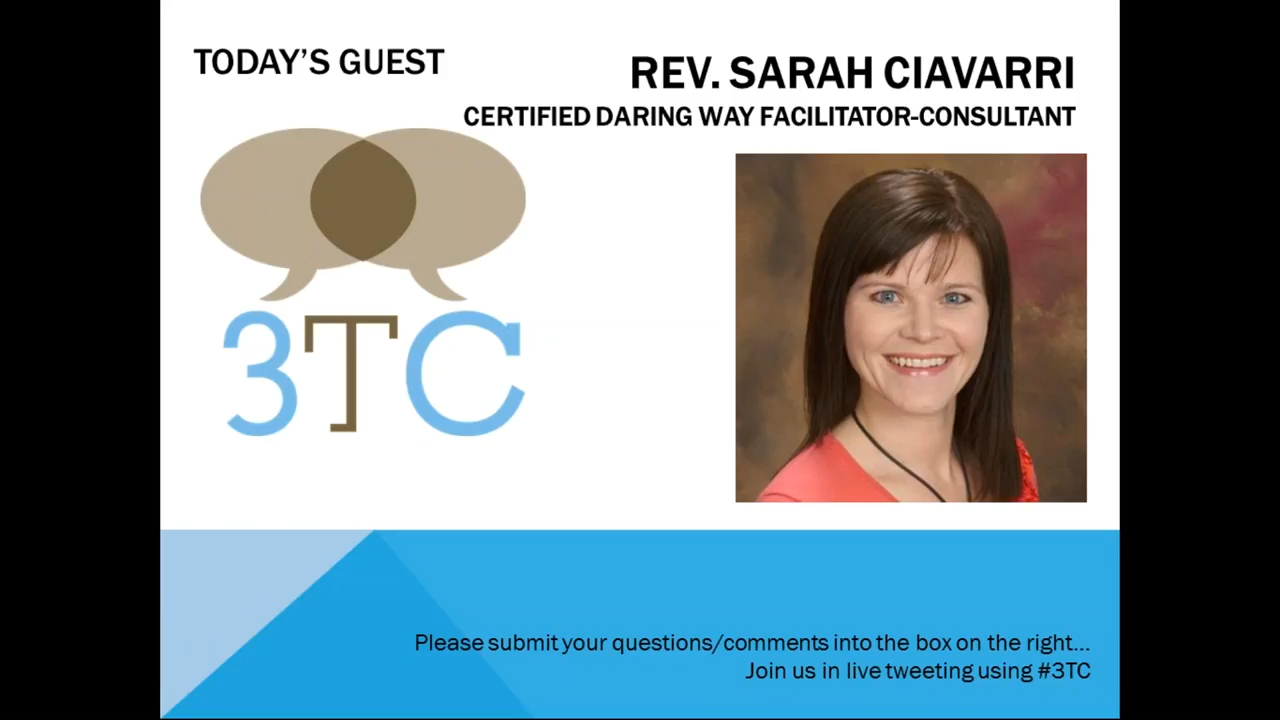 TODAY'S GUEST
REV. SARAH CIAVARRI
CERTIFIED DARING WAY FACILITATOR-CONSULTANT
3TC
Please submit your questions/comments into the box on the right...
Join us in live tweeting using #3TC